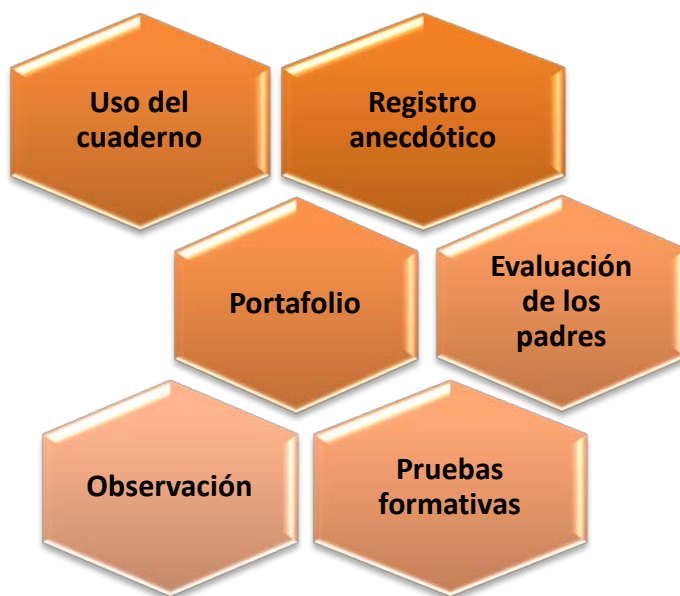 Uso del
cuaderno
Registro
anecdótico
Portafolio
Evaluación
de los
padres
Observación
Pruebas
formativas